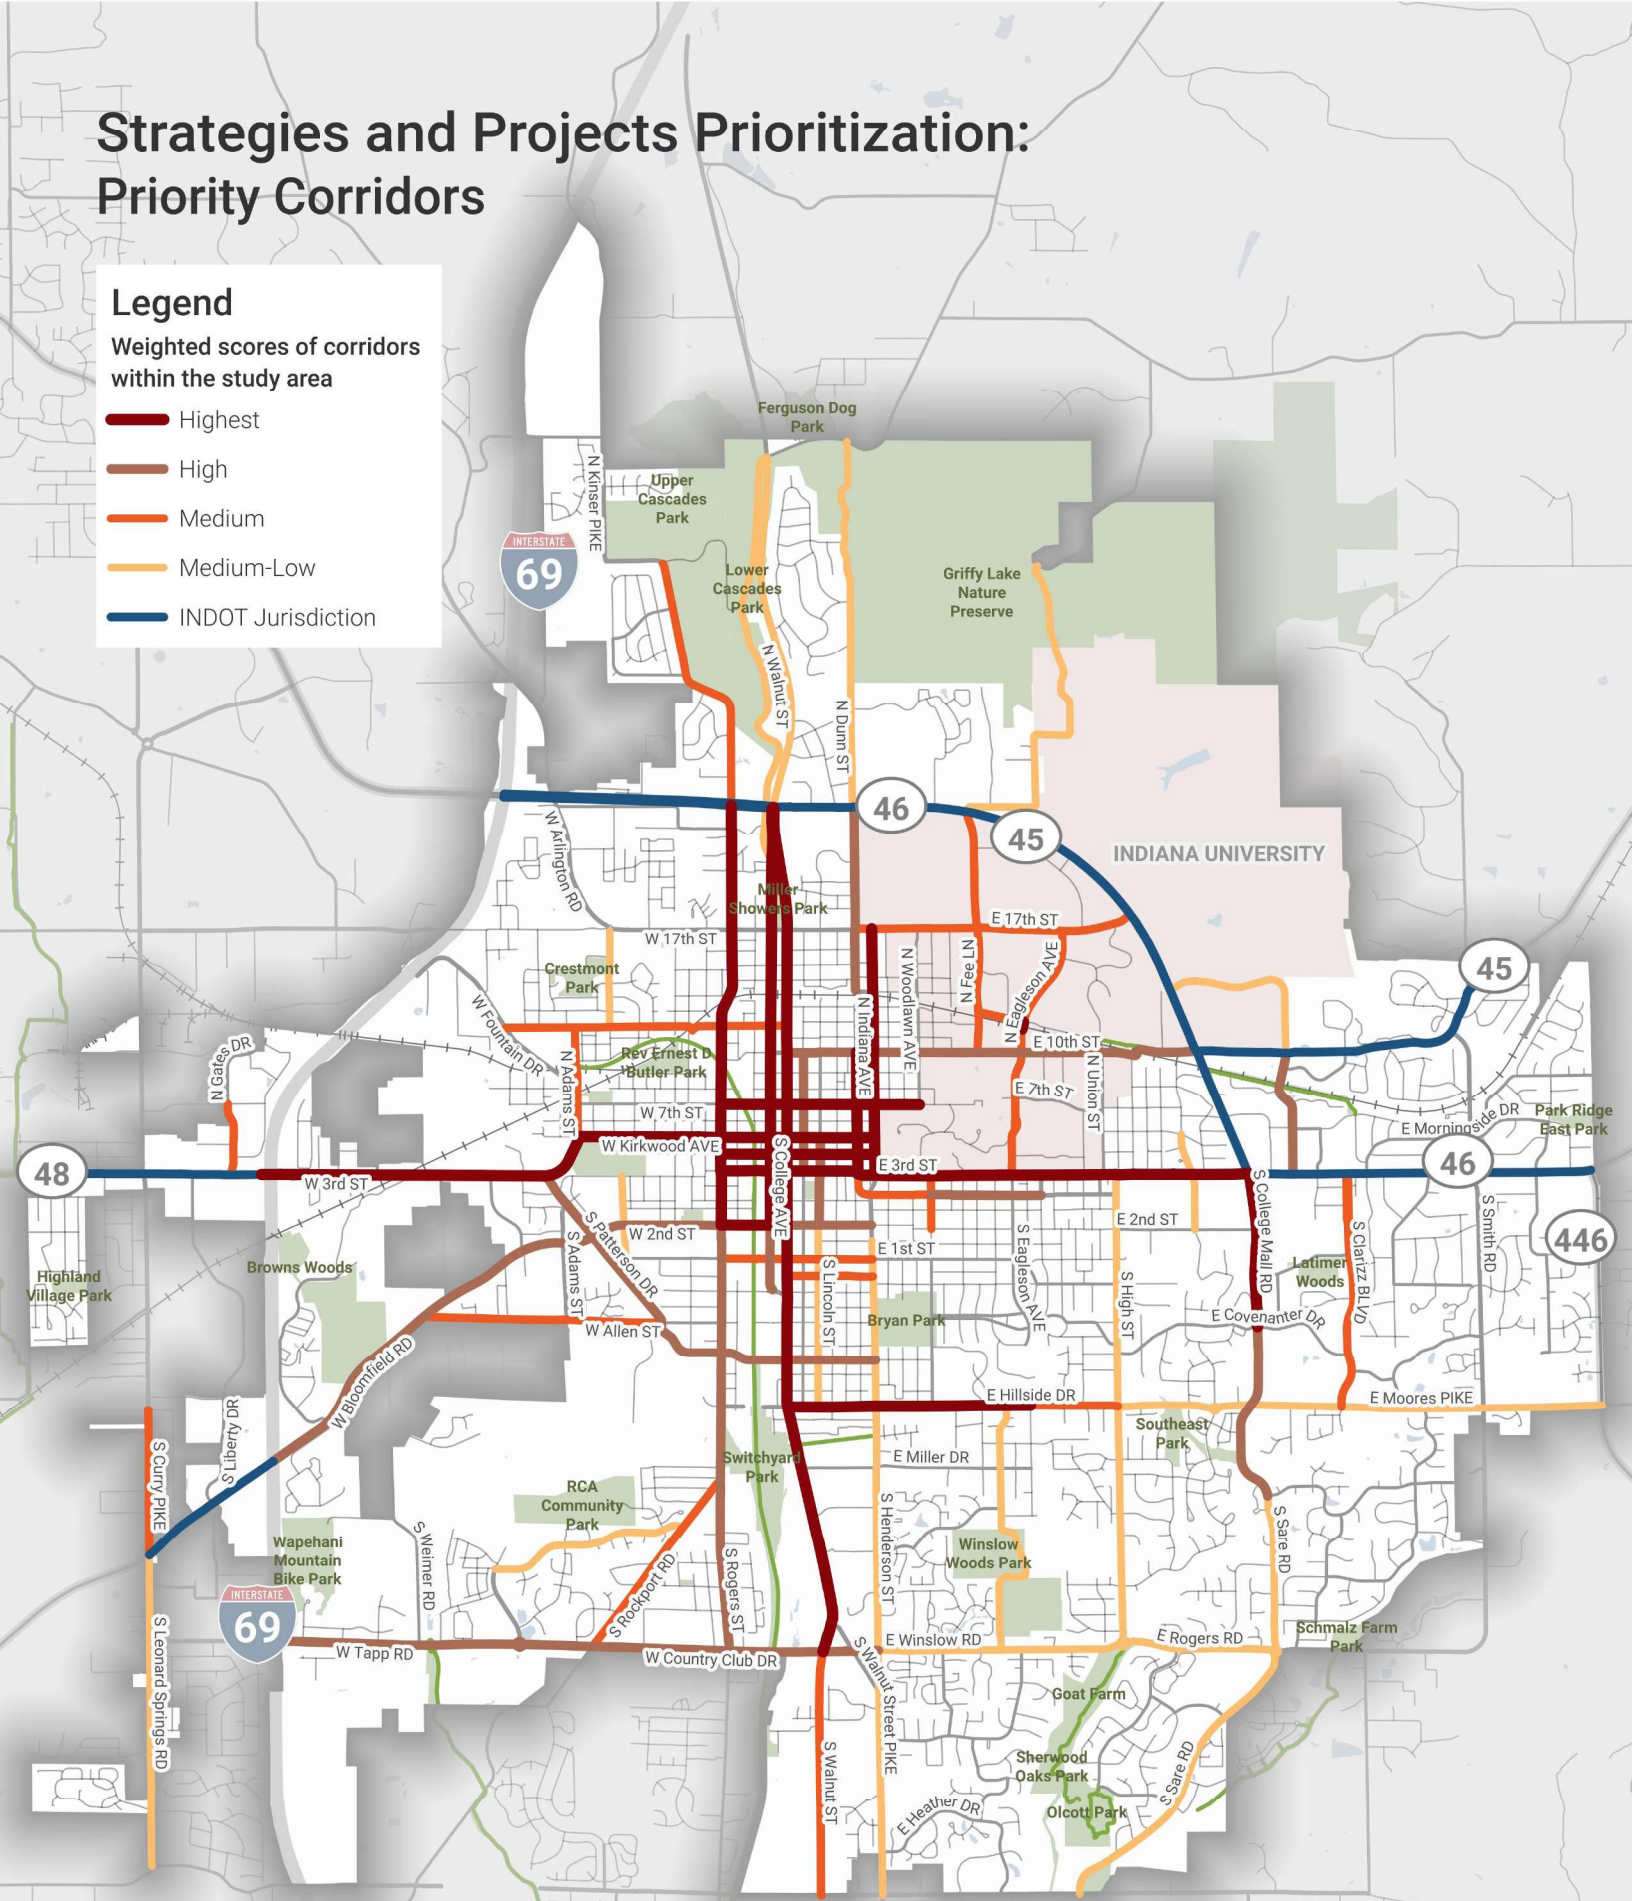 Strategies and Projects Prioritization:
Priority Corridors
Legend
Weighted scores of corridors
within the study area
Highest
High
Medium
Medium-Low
INDOT Jurisdiction
Ferguson Dog
Park
N Kinser PIKE
Upper
Cascades
Park
INTERSTATE
69
Lower
Cascades
Park
Griffy Lake
Nature
Preserve
N Walnut ST
N Dunn ST
46
45
INDIANA UNIVERSITY
W Arlington RD
Miller
Showers Park
E 17th ST
W 17th ST
Crestmont
Park
N Woodlawn AVE
N Fee LN
N Eagleson AVE
45
W Fountain DR
N Indiana AVE
N Gates DR
N Adams ST
Rev Ernest D
Butler Park
E 10th ST
E 7th ST
N Union ST
W 7th ST
E Morningside DR
Park Ridge
East Park
W Kirkwood AVE
S College AVE
E 3rd ST
46
48
W 3rd ST
S College Mall RD
S Patterson DR
W 2nd ST
E 2nd ST
S Smith RD
S Clarizz BLVD
446
E 1st ST
S Eagleson AVE
Browns Woods
S Adams ST
S Lincoln ST
S High ST
Latimer
Woods
Highland
Village Park
Bryan Park
E Covenanter DR
W Allen ST
W Bloomfield RD
E Hillside DR
E Moores PIKE
S Liberty DR
Southeast
Park
S Curry PIKE
Switchyard
Park
E Miller DR
RCA
Community
Park
S Henderson ST
S Sare RD
Wapehani
Mountain
Bike Park
S Weimer RD
Winslow
Woods Park
S Rockport RD
S Rogers ST
INTERSTATE
69
S Leonard Springs RD
W Tapp RD
W Country Club DR
E Winslow RD
E Rogers RD
Schmalz Farm
Park
S Walnut Street PIKE
Goat Farm
S Walnut ST
Sherwood
Oaks Park
S Sare RD
E Heather DR
Olcott Park